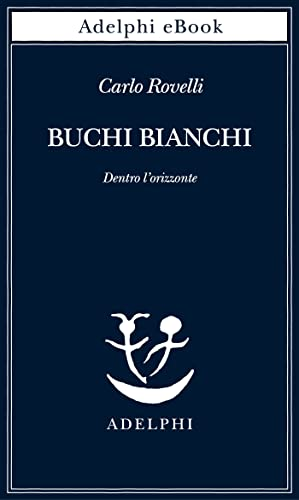 Adelphi eBook
Carlo Rovelli
BUCHI BIANCHI
Dentro l'orizzonte
ADELPHI